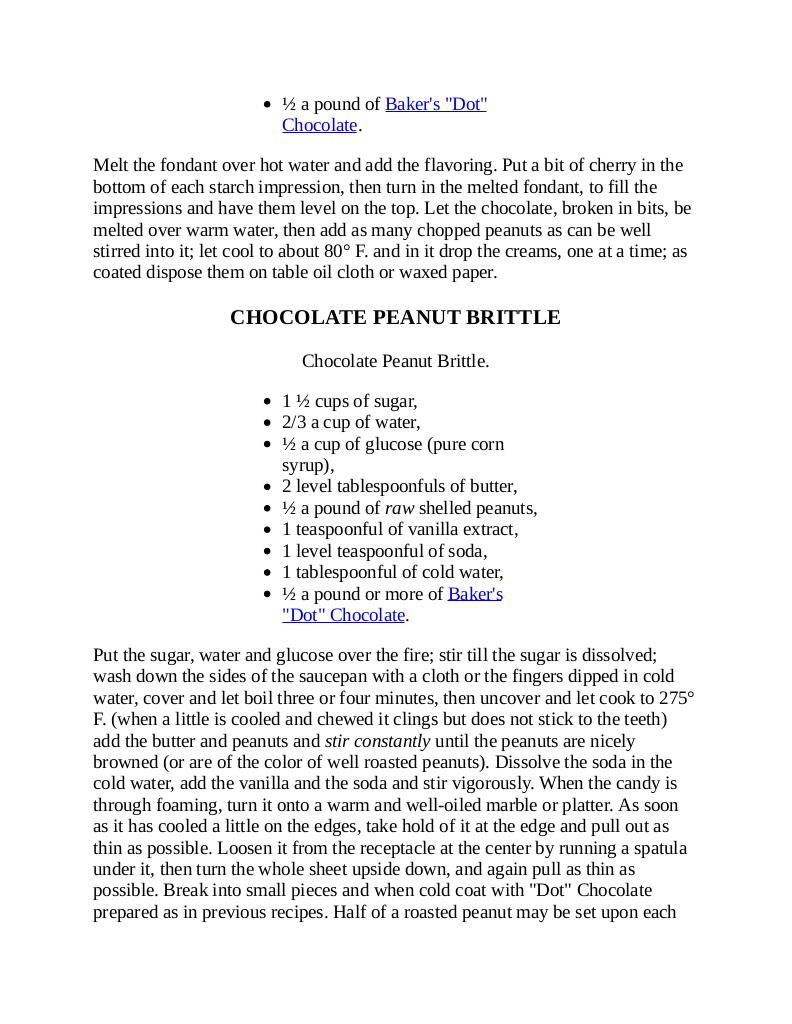 • ½ a pound of Baker's "Dot"
Chocolate.
Melt the fondant over hot water and add the flavoring. Put a bit of cherry in the
bottom of each starch impression, then turn in the melted fondant, to fill the
impressions and have them level on the top. Let the chocolate, broken in bits, be
melted over warm water, then add as many chopped peanuts as can be well
stirred into it; let cool to about 80° F. and in it drop the creams, one at a time; as
coated dispose them on table oil cloth or waxed paper.
CHOCOLATE PEANUT BRITTLE
Chocolate Peanut Brittle.
• 1 ½ cups of sugar,
• 2/3 a cup of water,
• ½ a cup of glucose (pure corn
syrup),
• 2 level tablespoonfuls of butter,
• ½ a pound of raw shelled peanuts,
• 1 teaspoonful of vanilla extract,
• 1 level teaspoonful of soda,
• 1 tablespoonful of cold water,
• ½ a pound or more of Baker's
"Dot" Chocolate.
Put the sugar, water and glucose over the fire; stir till the sugar is dissolved;
wash down the sides of the saucepan with a cloth or the fingers dipped in cold
water, cover and let boil three or four minutes, then uncover and let cook to 275°
F. (when a little is cooled and chewed it clings but does not stick to the teeth)
add the butter and peanuts and stir constantly until the peanuts are nicely
browned (or are of the color of well roasted peanuts). Dissolve the soda in the
cold water, add the vanilla and the soda and stir vigorously. When the candy is
through foaming, turn it onto a warm and well-oiled marble or platter. As soon
as it has cooled a little on the edges, take hold of it at the edge and pull out as
thin as possible. Loosen it from the receptacle at the center by running a spatula
under it, then turn the whole sheet upside down, and again pull as thin as
possible. Break into small pieces and when cold coat with "Dot" Chocolate
prepared as in previous recipes. Half of a roasted peanut may be set upon each